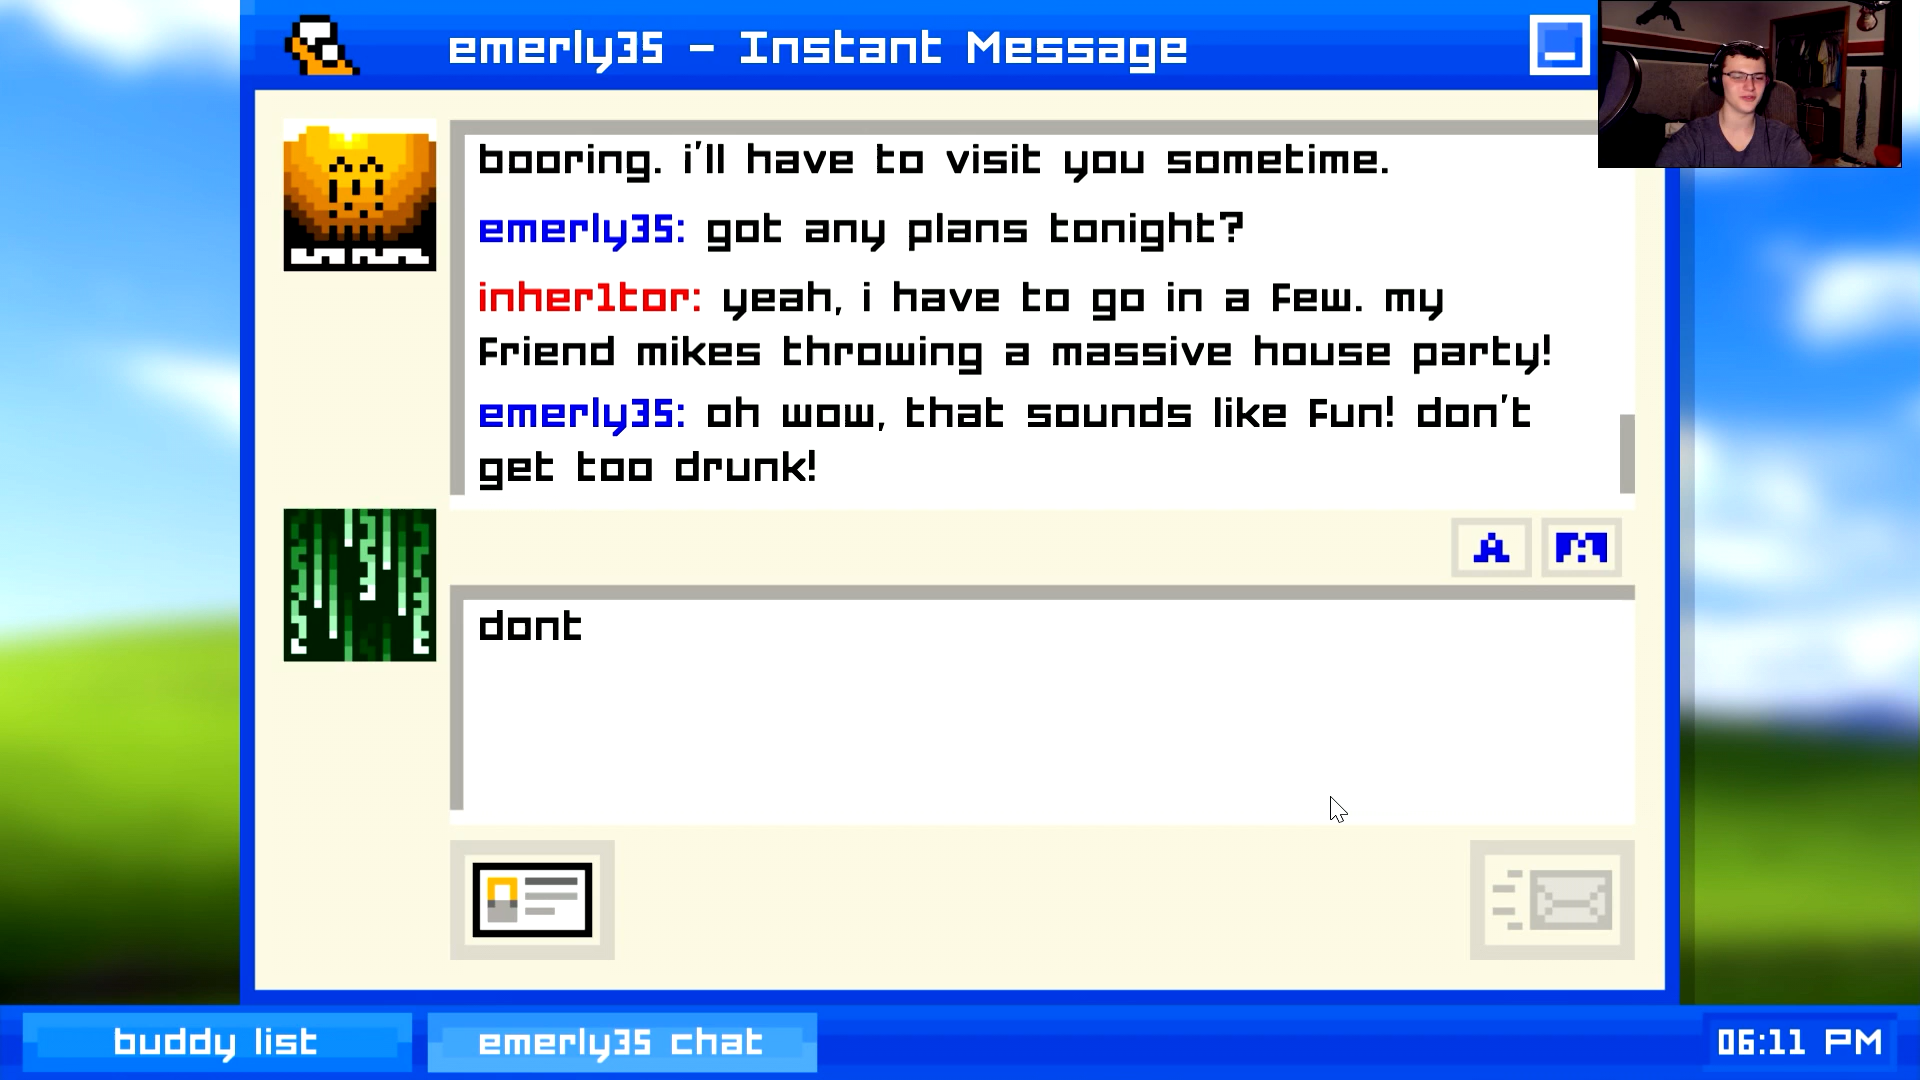 emerly35 - Instant Message
booring. i'll have to visit you sometime.
emerly35: got any plans tonight?
inher1tor: yeah, i have to go in a few. my
friend mikes throwing a massive house party!
emerly35: oh wow, that sounds like fun! don't
get too drunk!
A
dont
buddy list
emerly35 chat
06:11 PM